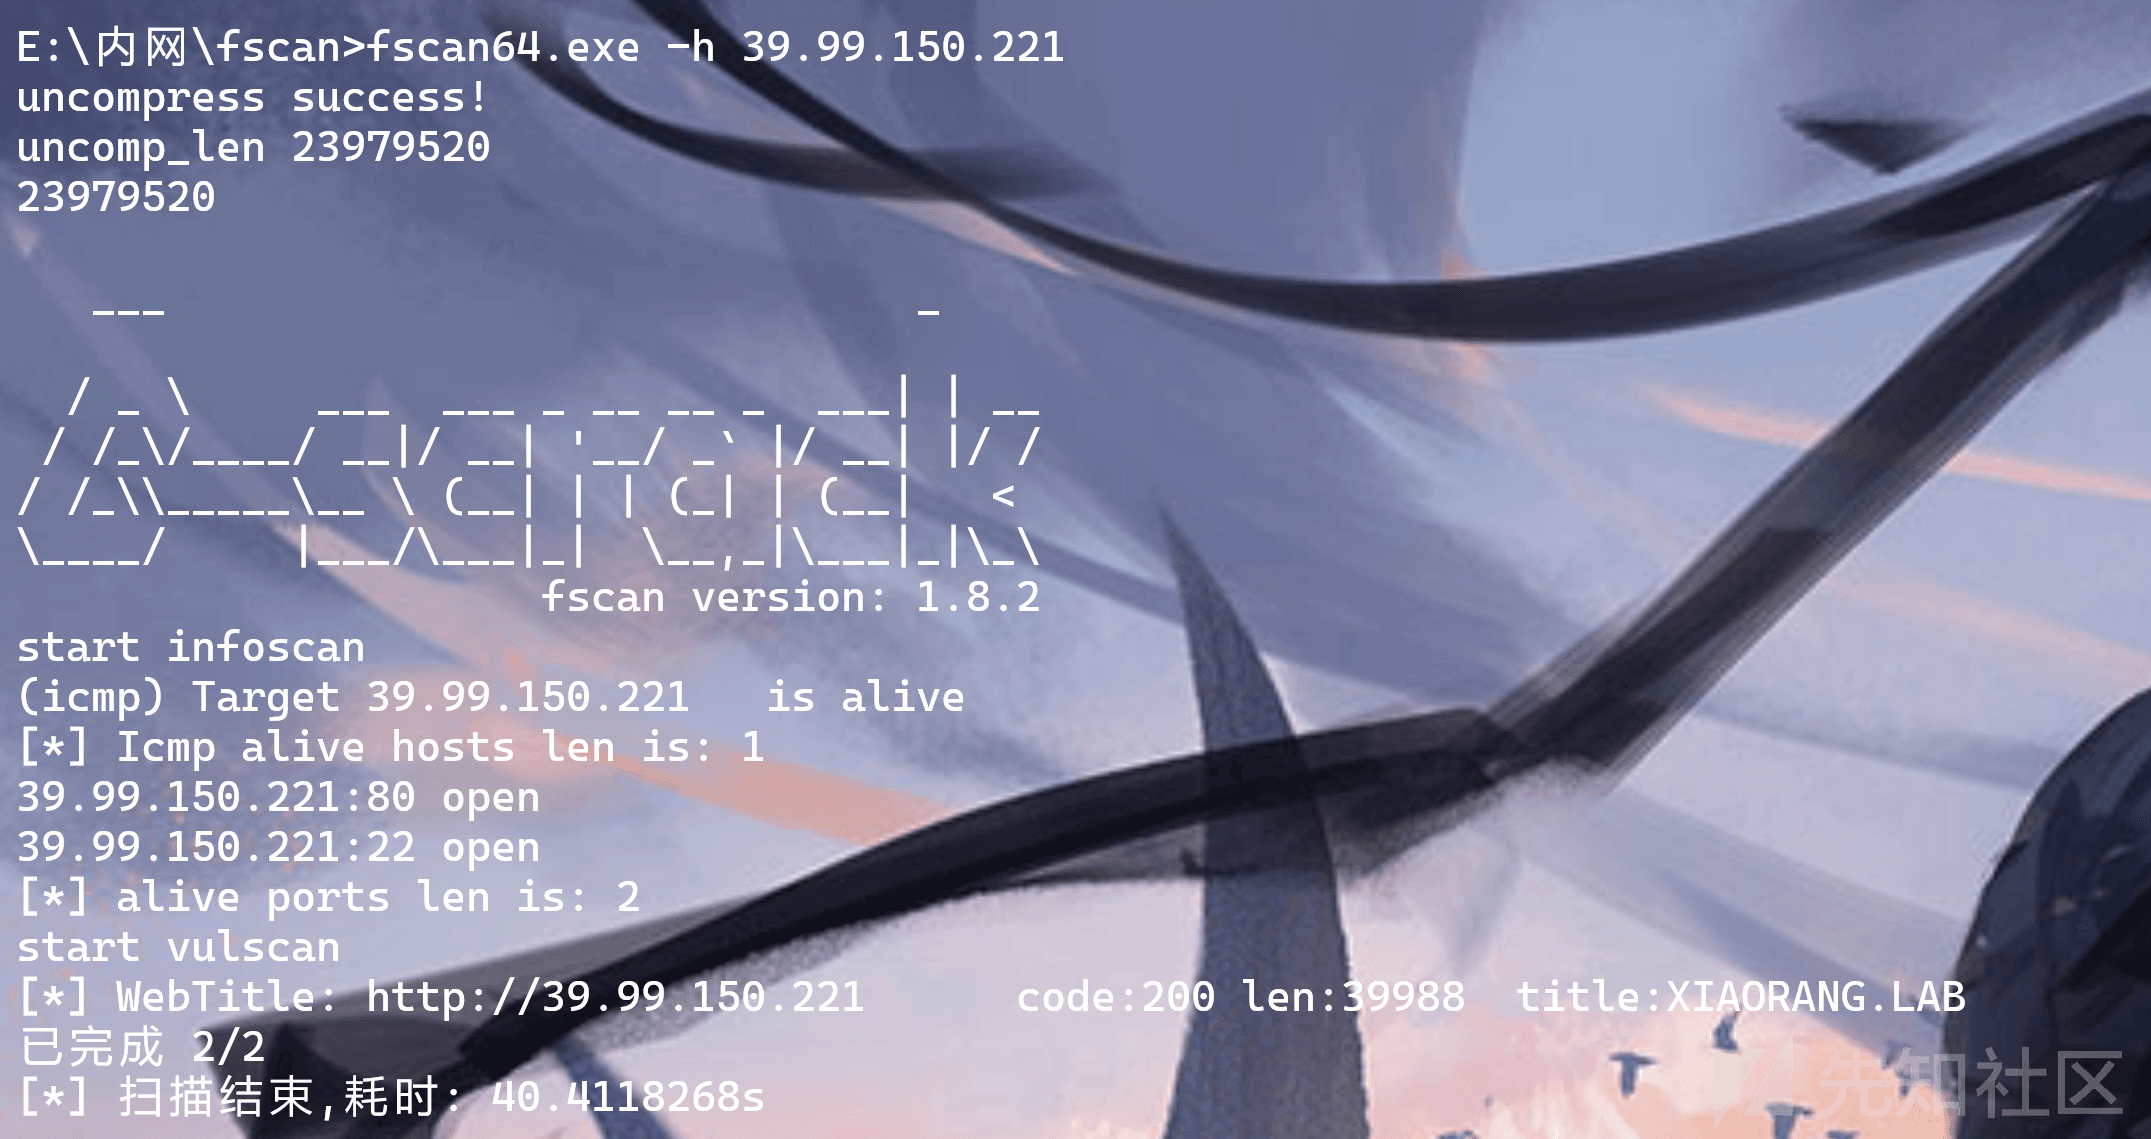 E:\内网\fscan>fscan64.exe -h 39.99.150.221
uncompress success!
uncomp_len 23979520
23979520
   ___                              _
  / _ \     ___  ___ _ __ __ _  ___| | __
 / /_\/____/ __|/ __| '__/ _` |/ __| |/ /
/ /_\\_____\__ \ (__| | | (_| | (__|   <
\____/     |___/\___|_|  \__,_|\___|_|\_\
                     fscan version: 1.8.2
start infoscan
(icmp) Target 39.99.150.221   is alive
[*] Icmp alive hosts len is: 1
39.99.150.221:80 open
39.99.150.221:22 open
[*] alive ports len is: 2
start vulscan
[*] WebTitle: http://39.99.150.221      code:200 len:39988  title:XIAORANG.LAB
已完成 2/2
[*] 扫描结束,耗时: 40.4118268s
先知社区